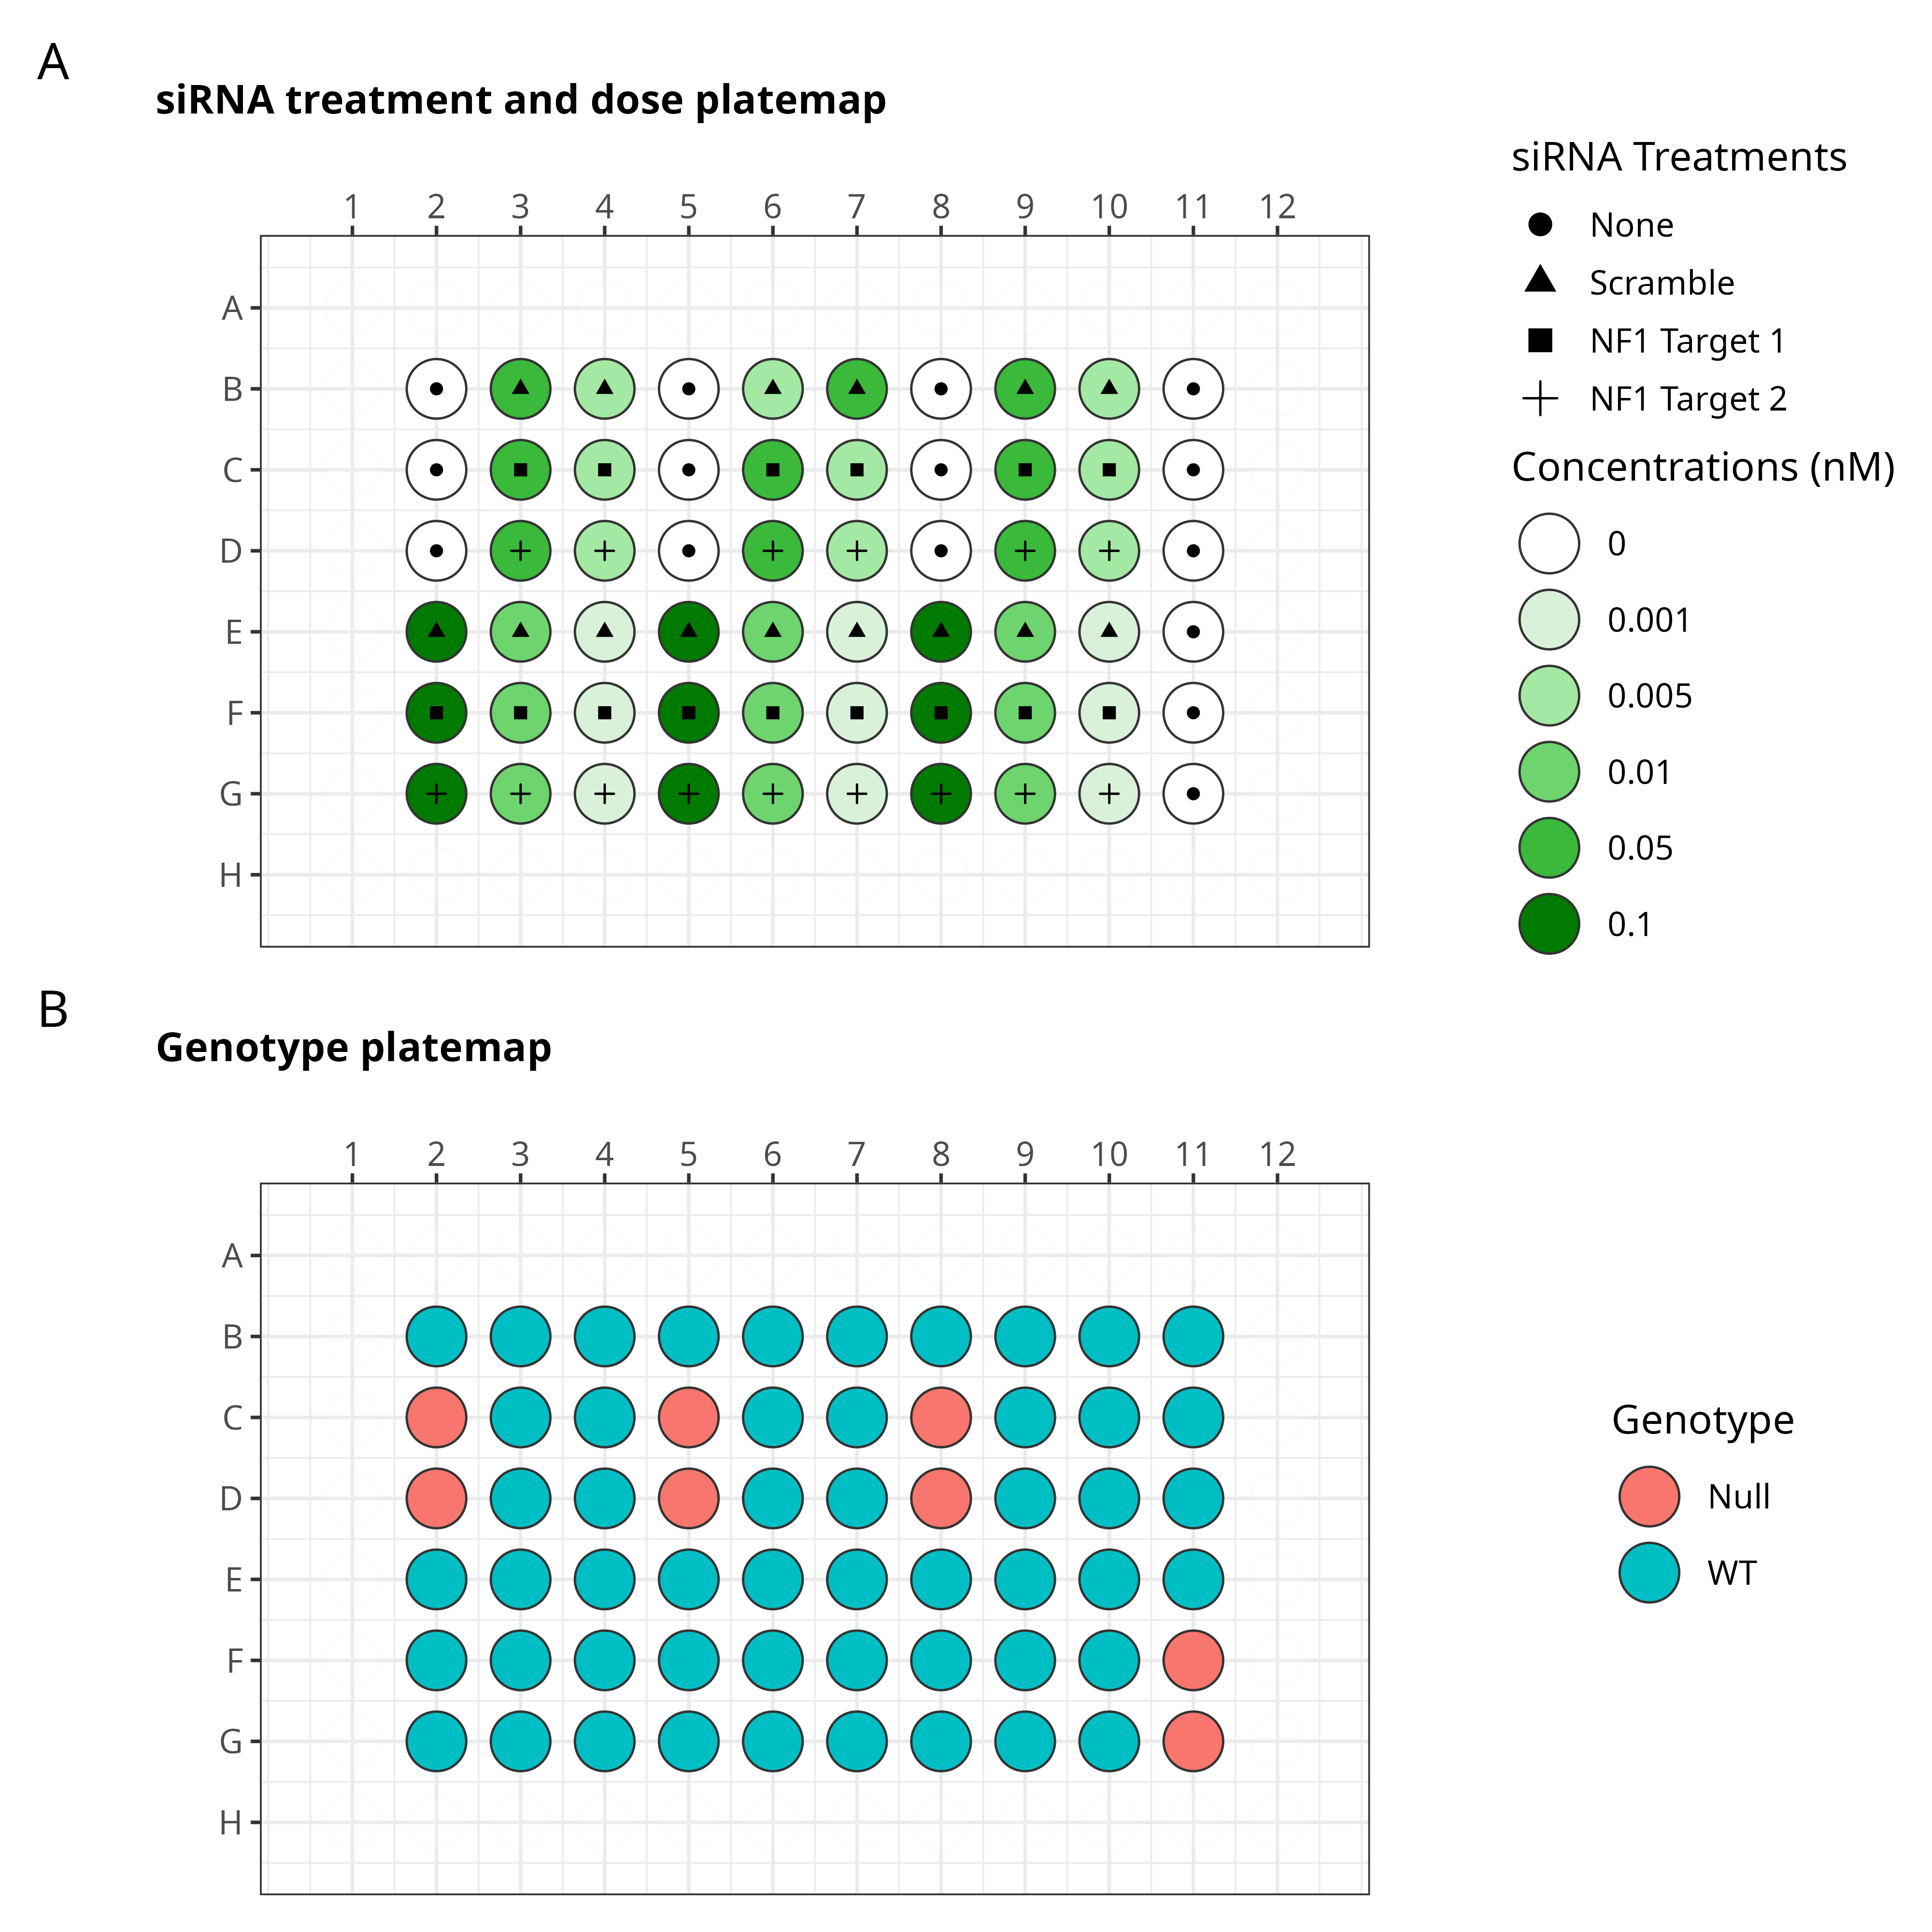 A
siRNA treatment and dose platemap
1 2 3 4 5 6 7 8 9 10 11 12
A
B
C
D
E
F
G
H
siRNA Treatments
None
Scramble
NF1 Target 1
NF1 Target 2
Concentrations (nM)
0
0.001
0.005
0.01
0.05
0.1
B
Genotype platemap
1 2 3 4 5 6 7 8 9 10 11 12
A
B
C
D
E
F
G
H
Genotype
Null
WT